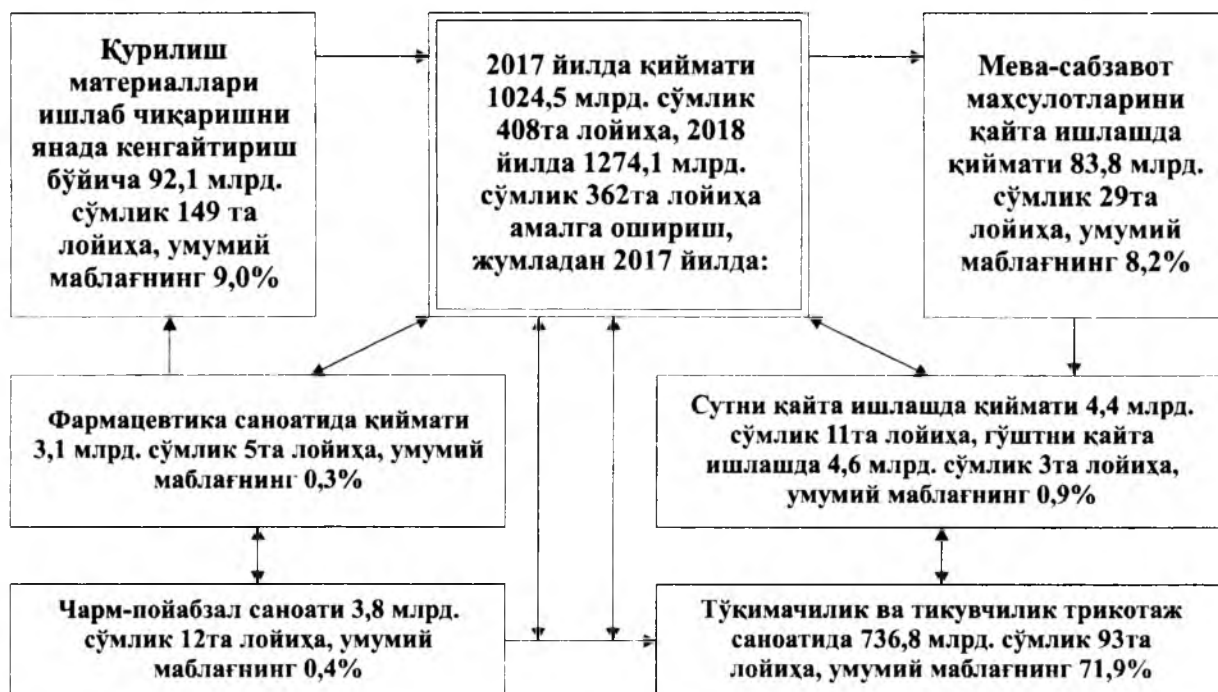 Қурилиш
материаллари
ишлаб чиқаришни
янада кенгайтириш
бўйича 92,1 млрд.
сўмлик 149 та
лойиҳа, умумий
маблағнинг 9,0%
2017 йилда қиймати
1024,5 млрд. сўмлик
408та лойиҳа, 2018
йилда 1274,1 млрд.
сўмлик 362та лойиҳа
амалга ошириш,
жумладан 2017 йилда:
Мева-сабзавот
маҳсулотларини
қайта ишлашда
қиймати 83,8 млрд.
сўмлик 29та
лойиҳа, умумий
маблағнинг 8,2%
Фармацевтика саноатида қиймати
3,1 млрд. сўмлик 5та лойиҳа, умумий
маблағнинг 0,3%
Сутни қайта ишлашда қиймати 4,4 млрд.
сўмлик 11та лойиҳа, гўштни қайта
ишлашда 4,6 млрд. сўмлик 3та лойиҳа,
умумий маблағнинг 0,9%
Чарм-пойабзал саноати 3,8 млрд.
сўмлик 12та лойиҳа, умумий
маблағнинг 0,4%
Тўқимачилик ва тикувчилик трикотаж
саноатида 736,8 млрд. сўмлик 93та
лойиҳа, умумий маблағнинг 71,9%